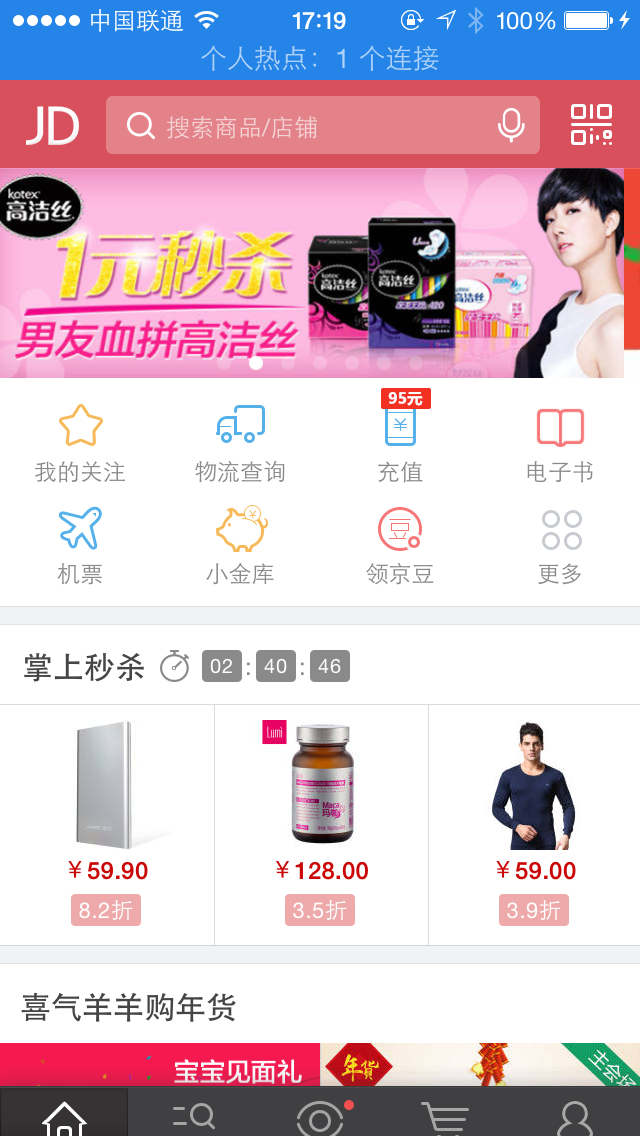 中国联通 17:19 100%
个人热点：1 个连接
JD 搜索商品/店铺
kotex
高洁丝
1元秒杀
男友血拼高洁丝
95元
我的关注 物流查询 充值 电子书
机票 小金库 领京豆 更多
掌上秒杀 02 : 40 : 46
Lumi
Maca
玛咖
￥59.90 ￥128.00 ￥59.00
8.2折 3.5折 3.9折
喜气羊羊购年货
宝宝见面礼 年货 主会场